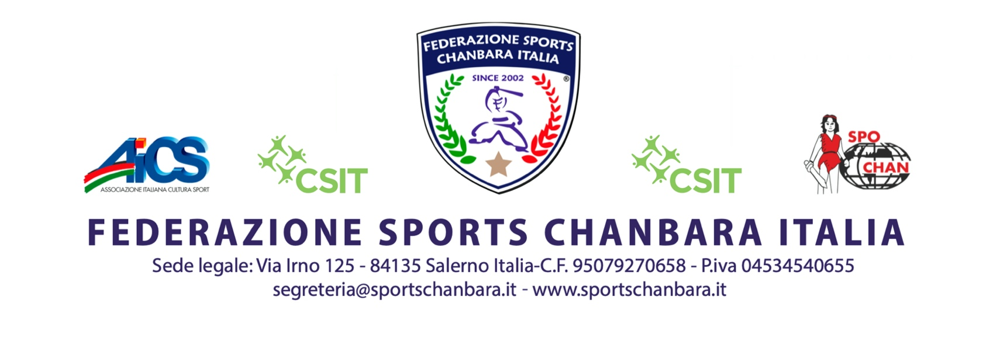 FEDERAZIONE SPORTS
CHANBARA ITALIA
SINCE 2002
®
AiCS
ASSOCIAZIONE ITALIANA CULTURA SPORT
CSIT
CSIT
SPO
CHAN
FEDERAZIONE SPORTS CHANBARA ITALIA
Sede legale: Via Irno 125 - 84135 Salerno Italia-C.F. 95079270658 - P.iva 04534540655
segreteria@sportschanbara.it - www.sportschanbara.it